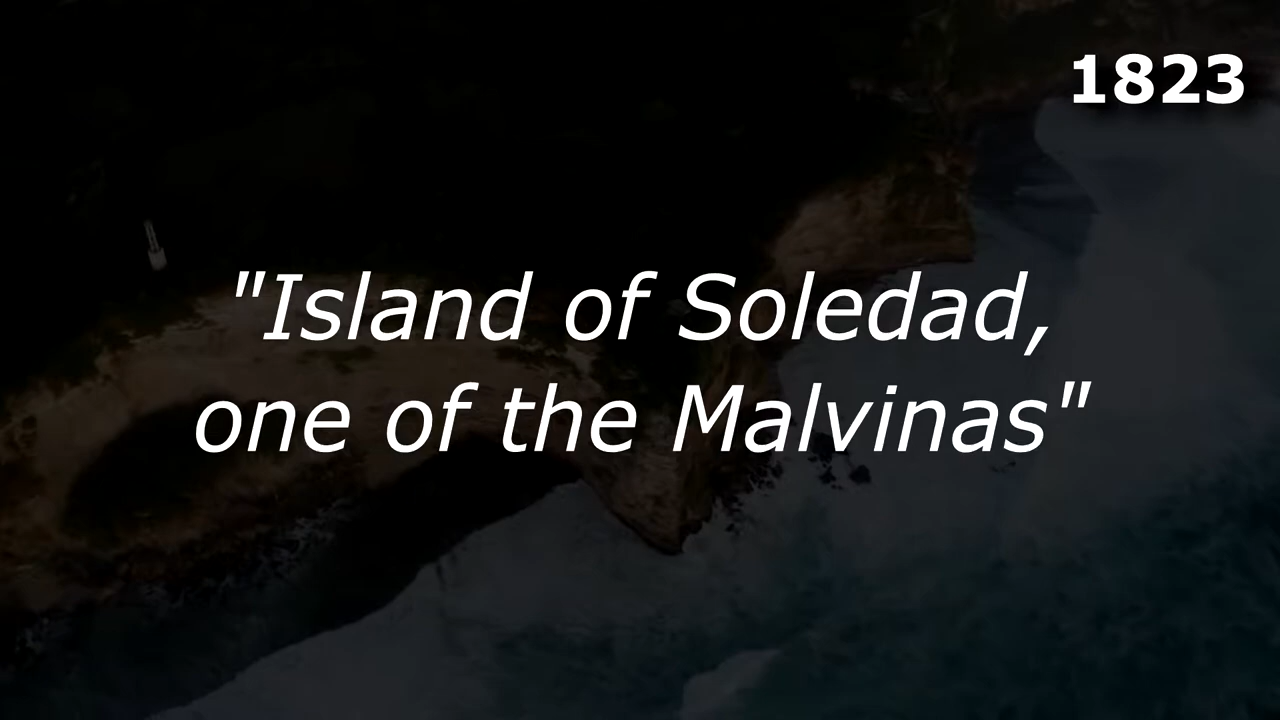 1823
"Island of Soledad,
one of the Malvinas"